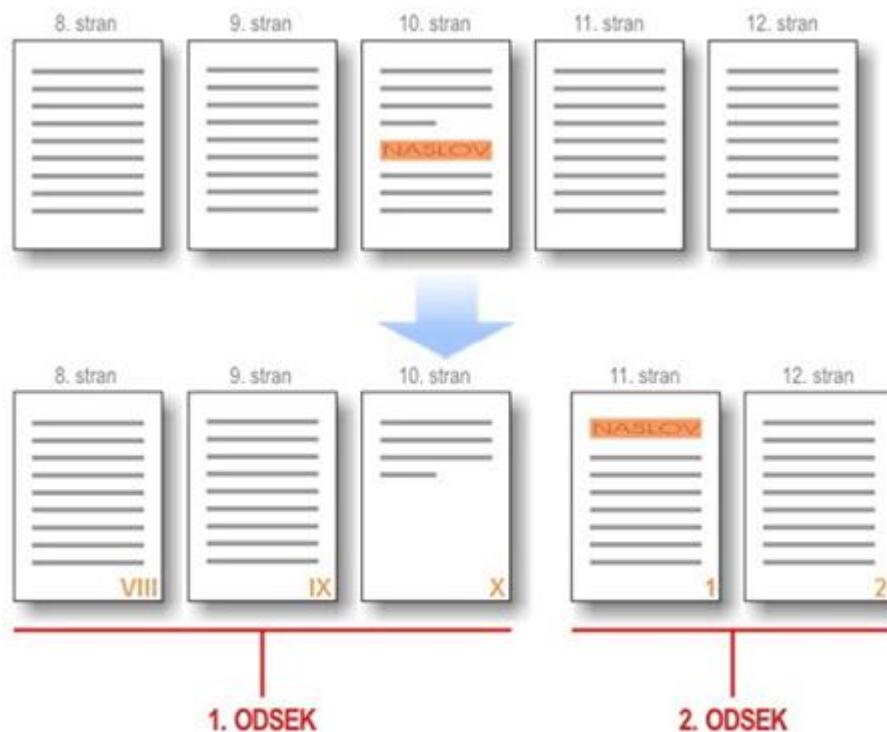 8. stran 9. stran 10. stran 11. stran 12. stran
NASLOV
8. stran 9. stran 10. stran 11. stran 12. stran
NASLOV
VIII IX X 1 2
1. ODSEK 2. ODSEK